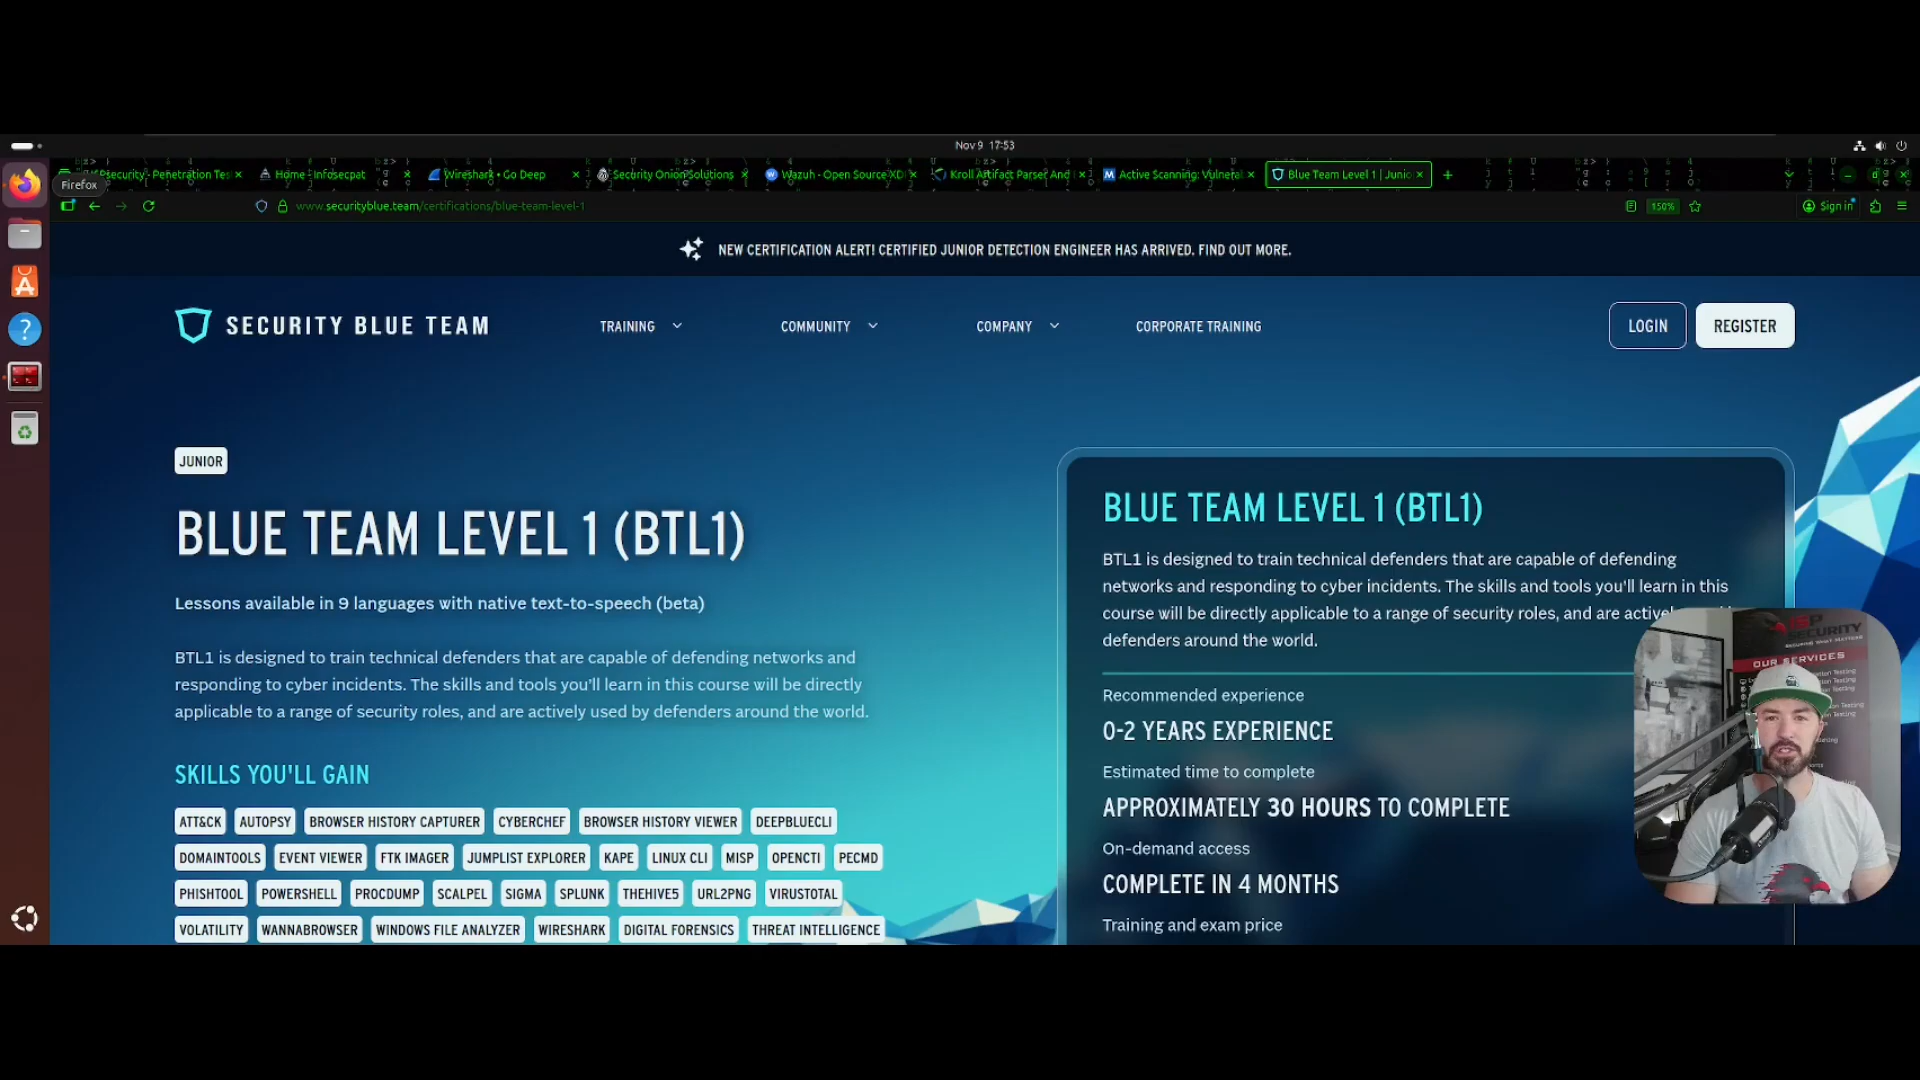 Nov 9 17:53
Firefox
security - Penetration Tes
Home - Infosecpat
Wireshark • Go Deep
Security Onion Solutions
Wazuh - Open Source XD
Kroll Artifact Parser And
Active Scanning: Vulnera
Blue Team Level 1 | Junio
www.securityblue.team/certifications/blue-team-level-1
150%
Sign in
NEW CERTIFICATION ALERT! CERTIFIED JUNIOR DETECTION ENGINEER HAS ARRIVED. FIND OUT MORE.
SECURITY BLUE TEAM
TRAINING
COMMUNITY
COMPANY
CORPORATE TRAINING
LOGIN
REGISTER
JUNIOR
BLUE TEAM LEVEL 1 (BTL1)
Lessons available in 9 languages with native text-to-speech (beta)
BTL1 is designed to train technical defenders that are capable of defending networks and
responding to cyber incidents. The skills and tools you'll learn in this course will be directly
applicable to a range of security roles, and are actively used by defenders around the world.
SKILLS YOU'LL GAIN
ATT&CK AUTOPSY BROWSER HISTORY CAPTURER CYBERCHEF BROWSER HISTORY VIEWER DEEPBLUECLI
DOMAINTOOLS EVENT VIEWER FTK IMAGER JUMPLIST EXPLORER KAPE LINUX CLI MISP OPENCTI PECMD
PHISHTOOL POWERSHELL PROCDUMP SCALPEL SIGMA SPLUNK THEHIVE5 URL2PNG VIRUSTOTAL
VOLATILITY WANNABROWSER WINDOWS FILE ANALYZER WIRESHARK DIGITAL FORENSICS THREAT INTELLIGENCE
BLUE TEAM LEVEL 1 (BTL1)
BTL1 is designed to train technical defenders that are capable of defending
networks and responding to cyber incidents. The skills and tools you'll learn in this
course will be directly applicable to a range of security roles, and are active
defenders around the world.
Recommended experience
0-2 YEARS EXPERIENCE
Estimated time to complete
APPROXIMATELY 30 HOURS TO COMPLETE
On-demand access
COMPLETE IN 4 MONTHS
Training and exam price
SECURITY
OUR SERVICES